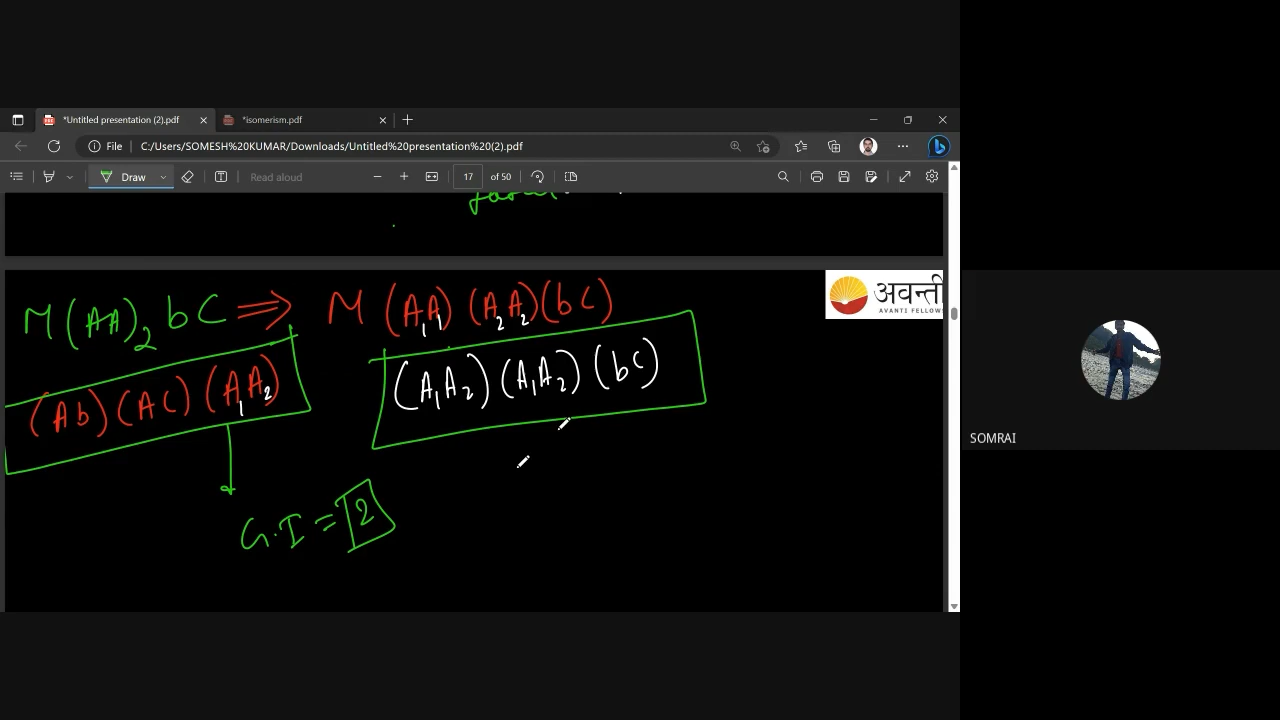 *Untitled presentation (2).pdf
*isomerism.pdf
File
C:/Users/SOMESH%20KUMAR/Downloads/Untitled%20presentation%20(2).pdf
Draw
Read aloud
17
of 50
M(AA)2bC ⇒ M(A1A1)(A2A2)(bC)
अवन्ती
AVANTI FELLOWS
(Ab)(AC)(A1A2)
(A1A2)(A1A2)(bC)
G.I = 2
SOMRAI